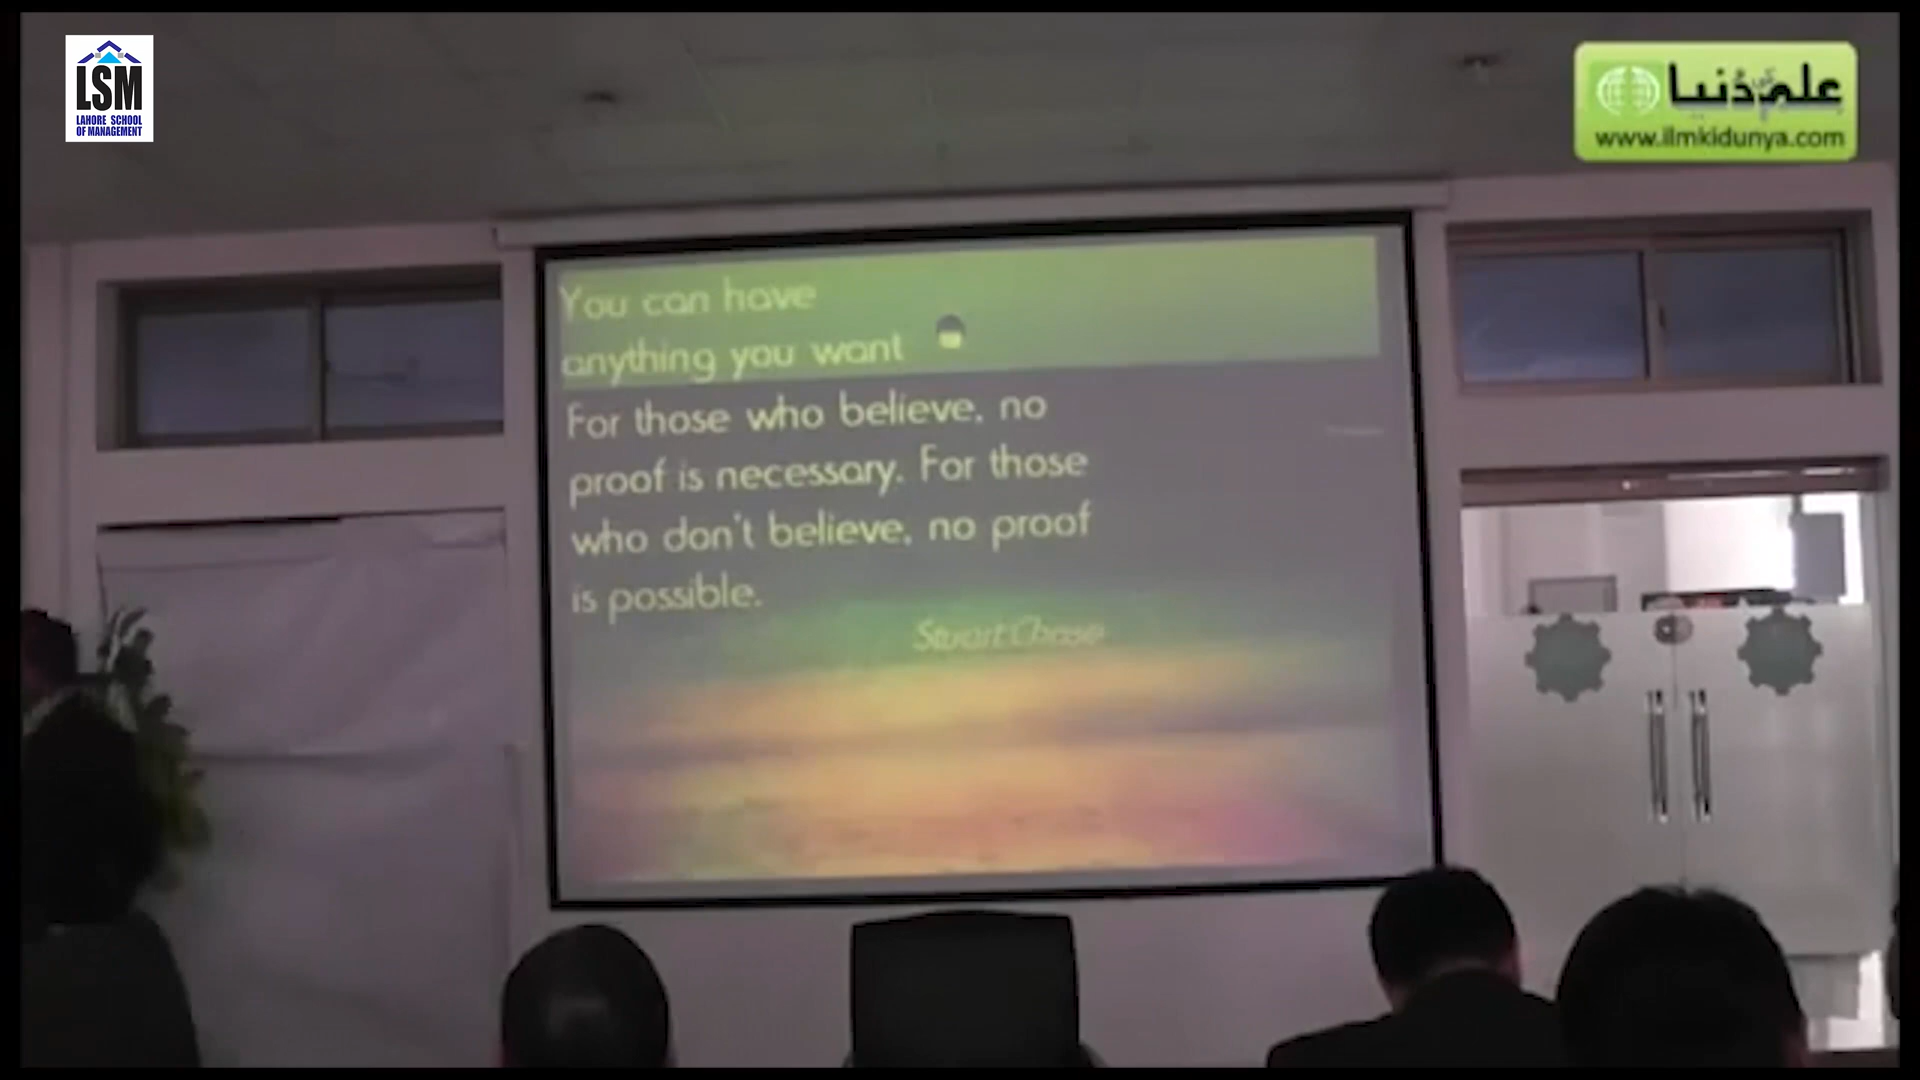 LSM
LAHORE SCHOOL
OF MANAGEMENT
علم کی دُنیا
www.ilmkidunya.com
You can have
anything you want
For those who believe, no
proof is necessary. For those
who don't believe, no proof
is possible.
Stuart Chase